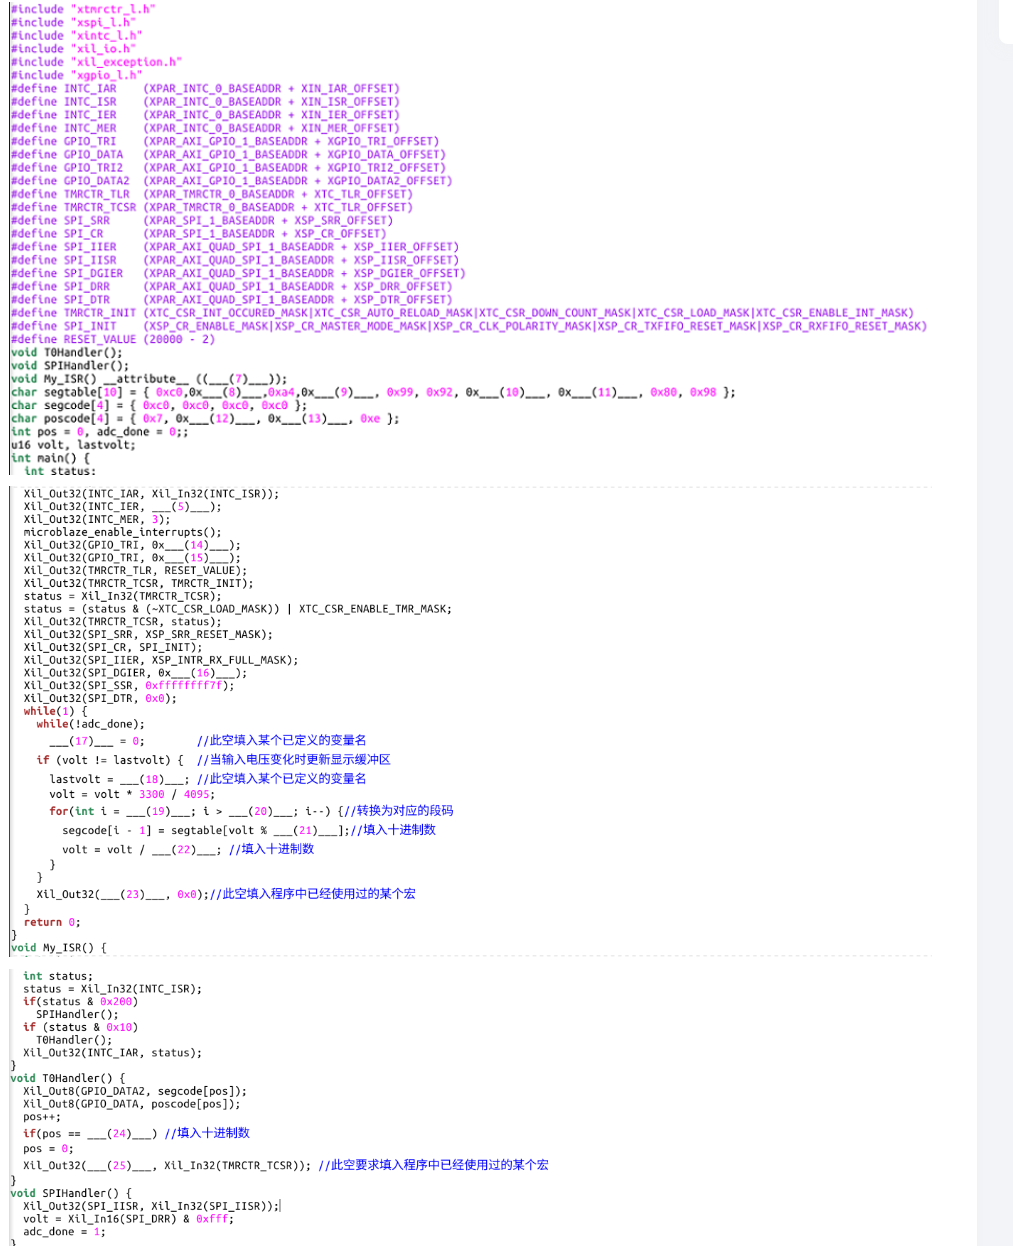 #include "xtmrctr_l.h"
#include "xspi_l.h"
#include "xintc_l.h"
#include "xil_io.h"
#include "xil_exception.h"
#include "xgpio_l.h"
#define INTC_IAR    (XPAR_INTC_0_BASEADDR + XIN_IAR_OFFSET)
#define INTC_ISR    (XPAR_INTC_0_BASEADDR + XIN_ISR_OFFSET)
#define INTC_IER    (XPAR_INTC_0_BASEADDR + XIN_IER_OFFSET)
#define INTC_MER    (XPAR_INTC_0_BASEADDR + XIN_MER_OFFSET)
#define GPIO_TRI    (XPAR_AXI_GPIO_1_BASEADDR + XGPIO_TRI_OFFSET)
#define GPIO_DATA   (XPAR_AXI_GPIO_1_BASEADDR + XGPIO_DATA_OFFSET)
#define GPIO_TRI2   (XPAR_AXI_GPIO_1_BASEADDR + XGPIO_TRI2_OFFSET)
#define GPIO_DATA2  (XPAR_AXI_GPIO_1_BASEADDR + XGPIO_DATA2_OFFSET)
#define TMRCTR_TLR  (XPAR_TMRCTR_0_BASEADDR + XTC_TLR_OFFSET)
#define TMRCTR_TCSR (XPAR_TMRCTR_0_BASEADDR + XTC_TLR_OFFSET)
#define SPI_SRR     (XPAR_SPI_1_BASEADDR + XSP_SRR_OFFSET)
#define SPI_CR      (XPAR_SPI_1_BASEADDR + XSP_CR_OFFSET)
#define SPI_IIER    (XPAR_AXI_QUAD_SPI_1_BASEADDR + XSP_IIER_OFFSET)
#define SPI_IISR    (XPAR_AXI_QUAD_SPI_1_BASEADDR + XSP_IISR_OFFSET)
#define SPI_DGIER   (XPAR_AXI_QUAD_SPI_1_BASEADDR + XSP_DGIER_OFFSET)
#define SPI_DRR     (XPAR_AXI_QUAD_SPI_1_BASEADDR + XSP_DRR_OFFSET)
#define SPI_DTR     (XPAR_AXI_QUAD_SPI_1_BASEADDR + XSP_DTR_OFFSET)
#define TMRCTR_INIT (XTC_CSR_INT_OCCURED_MASK|XTC_CSR_AUTO_RELOAD_MASK|XTC_CSR_DOWN_COUNT_MASK|XTC_CSR_LOAD_MASK|XTC_CSR_ENABLE_INT_MASK)
#define SPI_INIT    (XSP_CR_ENABLE_MASK|XSP_CR_MASTER_MODE_MASK|XSP_CR_CLK_POLARITY_MASK|XSP_CR_TXFIFO_RESET_MASK|XSP_CR_RXFIFO_RESET_MASK)
#define RESET_VALUE (20000 - 2)
void T0Handler();
void SPIHandler();
void My_ISR() __attribute__ ((___(7)___));
char segtable[10] = { 0xc0,0x___(8)___,0xa4,0x___(9)___, 0x99, 0x92, 0x___(10)___, 0x___(11)___, 0x80, 0x98 };
char segcode[4] = { 0xc0, 0xc0, 0xc0, 0xc0 };
char poscode[4] = { 0x7, 0x___(12)___, 0x___(13)___, 0xe };
int pos = 0, adc_done = 0;;
u16 volt, lastvolt;
int main() {
  int status:
  Xil_Out32(INTC_IAR, Xil_In32(INTC_ISR));
  Xil_Out32(INTC_IER, ___(5)___);
  Xil_Out32(INTC_MER, 3);
  microblaze_enable_interrupts();
  Xil_Out32(GPIO_TRI, 0x___(14)___);
  Xil_Out32(GPIO_TRI, 0x___(15)___);
  Xil_Out32(TMRCTR_TLR, RESET_VALUE);
  Xil_Out32(TMRCTR_TCSR, TMRCTR_INIT);
  status = Xil_In32(TMRCTR_TCSR);
  status = (status & (~XTC_CSR_LOAD_MASK)) | XTC_CSR_ENABLE_TMR_MASK;
  Xil_Out32(TMRCTR_TCSR, status);
  Xil_Out32(SPI_SRR, XSP_SRR_RESET_MASK);
  Xil_Out32(SPI_CR, SPI_INIT);
  Xil_Out32(SPI_IIER, XSP_INTR_RX_FULL_MASK);
  Xil_Out32(SPI_DGIER, 0x___(16)___);
  Xil_Out32(SPI_SSR, 0xffffffff7f);
  Xil_Out32(SPI_DTR, 0x0);
  while(1) {
    while(!adc_done);
      ___(17)___ = 0;        //此空填入某个已定义的变量名
    if (volt != lastvolt) {  //当输入电压变化时更新显示缓冲区
      lastvolt = ___(18)___; //此空填入某个已定义的变量名
      volt = volt * 3300 / 4095;
      for(int i = ___(19)___; i > ___(20)___; i--) {//转换为对应的段码
        segcode[i - 1] = segtable[volt % ___(21)___];//填入十进制数
        volt = volt / ___(22)___; //填入十进制数
      }
    }
    Xil_Out32(___(23)___, 0x0);//此空填入程序中已经使用过的某个宏
  }
  return 0;
}
void My_ISR() {
  int status;
  status = Xil_In32(INTC_ISR);
  if(status & 0x200)
    SPIHandler();
  if (status & 0x10)
    T0Handler();
  Xil_Out32(INTC_IAR, status);
}
void T0Handler() {
  Xil_Out8(GPIO_DATA2, segcode[pos]);
  Xil_Out8(GPIO_DATA, poscode[pos]);
  pos++;
  if(pos == ___(24)___) //填入十进制数
  pos = 0;
  Xil_Out32(___(25)___, Xil_In32(TMRCTR_TCSR)); //此空要求填入程序中已经使用过的某个宏
}
void SPIHandler() {
  Xil_Out32(SPI_IISR, Xil_In32(SPI_IISR));
  volt = Xil_In16(SPI_DRR) & 0xfff;
  adc_done = 1;
}